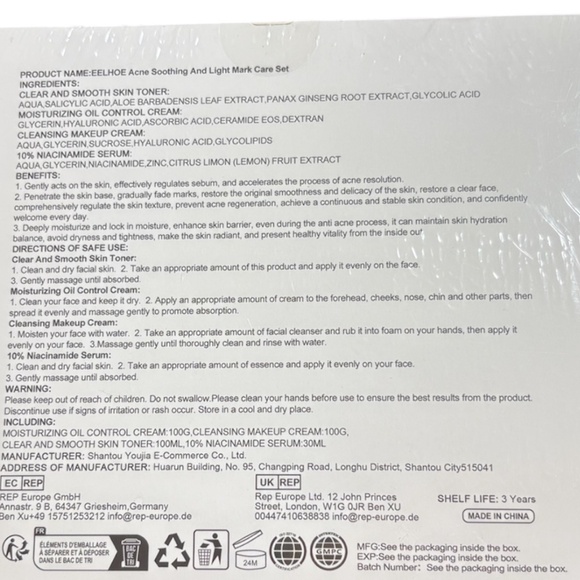 PRODUCT NAME:EELHOE Acne Soothing And Light Mark Care Set
INGREDIENTS:
CLEAR AND SMOOTH SKIN TONER:
AQUA,SALICYLIC ACID,ALOE BARBADENSIS LEAF EXTRACT,PANAX GINSENG ROOT EXTRACT,GLYCOLIC ACID
MOISTURIZING OIL CONTROL CREAM:
GLYCERIN,HYALURONIC ACID,ASCORBIC ACID,CERAMIDE EOS,DEXTRAN
CLEANSING MAKEUP CREAM:
AQUA,GLYCERIN,SUCROSE,HYALURONIC ACID,GLYCOLIPIDS
10% NIACINAMIDE SERUM:
AQUA,GLYCERIN,NIACINAMIDE,ZINC,CITRUS LIMON (LEMON) FRUIT EXTRACT
BENEFITS:
1. Gently acts on the skin, effectively regulates sebum, and accelerates the process of acne resolution.
2. Penetrate the skin base, gradually fade marks, restore the original smoothness and delicacy of the skin, restore a clear face,
comprehensively regulate the skin texture, prevent acne regeneration, achieve a continuous and stable skin condition, and confidently
welcome every day.
3. Deeply moisturize and lock in moisture, enhance skin barrier, even during the anti acne process, it can maintain skin hydration
balance, avoid dryness and tightness, make the skin radiant, and present healthy vitality from the inside out
DIRECTIONS OF SAFE USE:
Clear And Smooth Skin Toner:
1. Clean and dry facial skin. 2. Take an appropriate amount of this product and apply it evenly on the face.
3. Gently massage until absorbed.
Moisturizing Oil Control Cream:
1. Clean your face and keep it dry. 2. Apply an appropriate amount of cream to the forehead, cheeks, nose, chin and other parts, then
spread it evenly and massage gently to promote absorption.
Cleansing Makeup Cream:
1. Moisten your face with water. 2. Take an appropriate amount of facial cleanser and rub it into foam on your hands, then apply it
evenly on your face. 3.Massage gently until thoroughly clean and rinse with water.
10% Niacinamide Serum:
1. Clean and dry facial skin. 2. Take an appropriate amount of essence and apply it evenly on your face.
3. Gently massage until absorbed.
WARNING:
Please keep out of reach of children. Do not swallow.Please clean your hands before use to ensure the best results from the product.
Discontinue use if signs of irritation or rash occur. Store in a cool and dry place.
INCLUDING:
MOISTURIZING OIL CONTROL CREAM:100G,CLEANSING MAKEUP CREAM:100G,
CLEAR AND SMOOTH SKIN TONER:100ML,10% NIACINAMIDE SERUM:30ML
MANUFACTURER: Shantou Youjia E-Commerce Co., Ltd.
ADDRESS OF MANUFACTURER: Huarun Building, No. 95, Changping Road, Longhu District, Shantou City515041
EC REP
REP Europe GmbH
Annastr. 9 B, 64347 Griesheim,Germany
Ben Xu+49 15751253212 info@rep-europe.de
UK REP
Rep Europe Ltd. 12 John Princes
Street, London, W1G 0JR Ben XU
00447410638838 info@rep-europe.de
SHELF LIFE: 3 Years
MADE IN CHINA
FR
ÉLÉMENTS D'EMBALLAGE
À SÉPARER ET À DÉPOSER
DANS LE BAC DE TRI
BAC
DE
TRI
24M
GMPC
MFG:See the packaging inside the box.
EXP:See the packaging inside the box.
Batch Number: See the packaging inside the box.